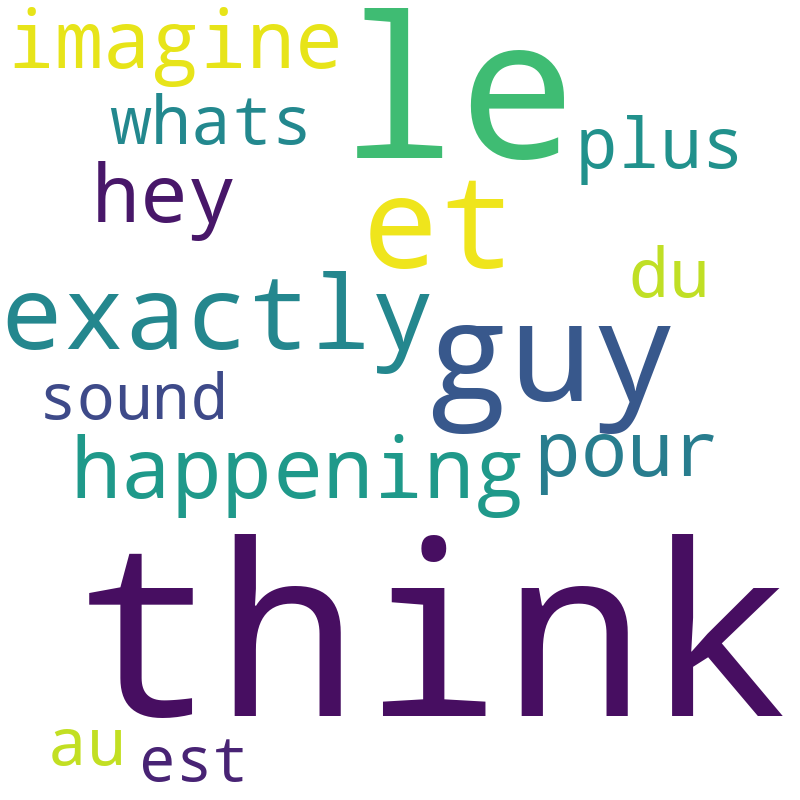 imagine
le
whats
plus
hey
et
du
exactly
guy
sound
pour
happening
think
au
est